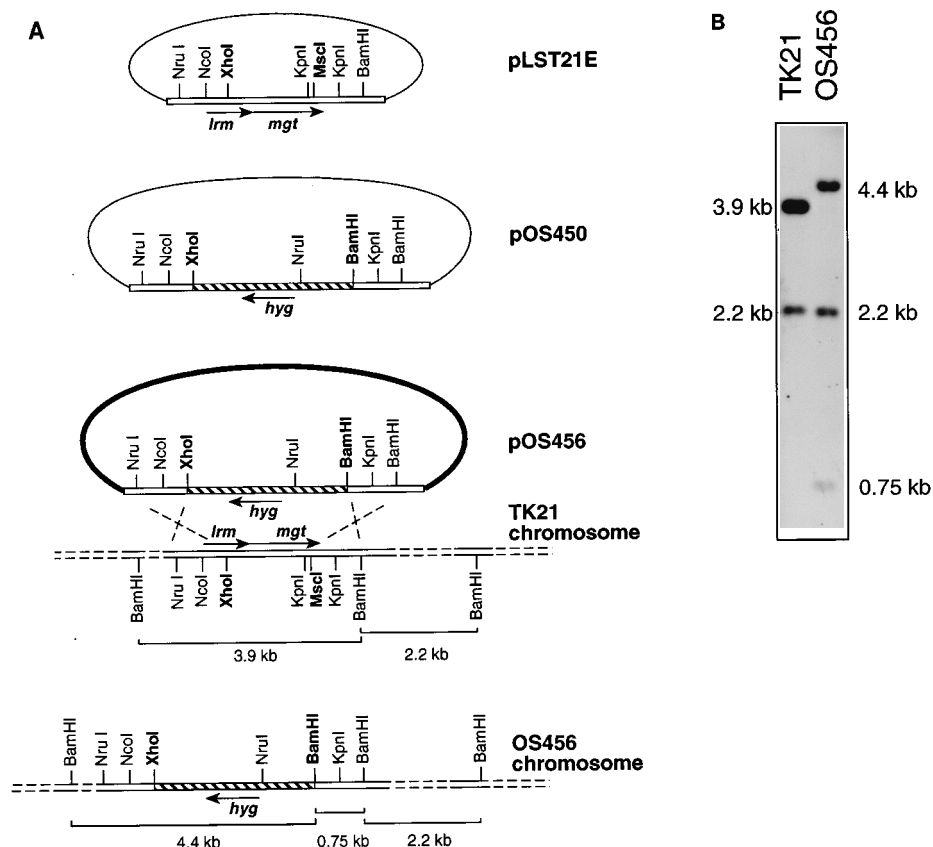 A
Nru I NcoI XhoI KpnI MscI KpnI BamHI
pLST21E
lrm mgt
Nru I NcoI XhoI NruI BamHI KpnI BamHI
pOS450
hyg
Nru I NcoI XhoI NruI BamHI KpnI BamHI
pOS456
hyg
TK21
chromosome
lrm mgt
BamHI Nru I NcoI XhoI KpnI MscI KpnI BamHI BamHI
3.9 kb 2.2 kb
BamHI Nru I NcoI XhoI NruI BamHI KpnI BamHI BamHI
OS456
chromosome
hyg
4.4 kb 0.75 kb 2.2 kb
B
TK21 OS456
3.9 kb 4.4 kb
2.2 kb 2.2 kb
0.75 kb